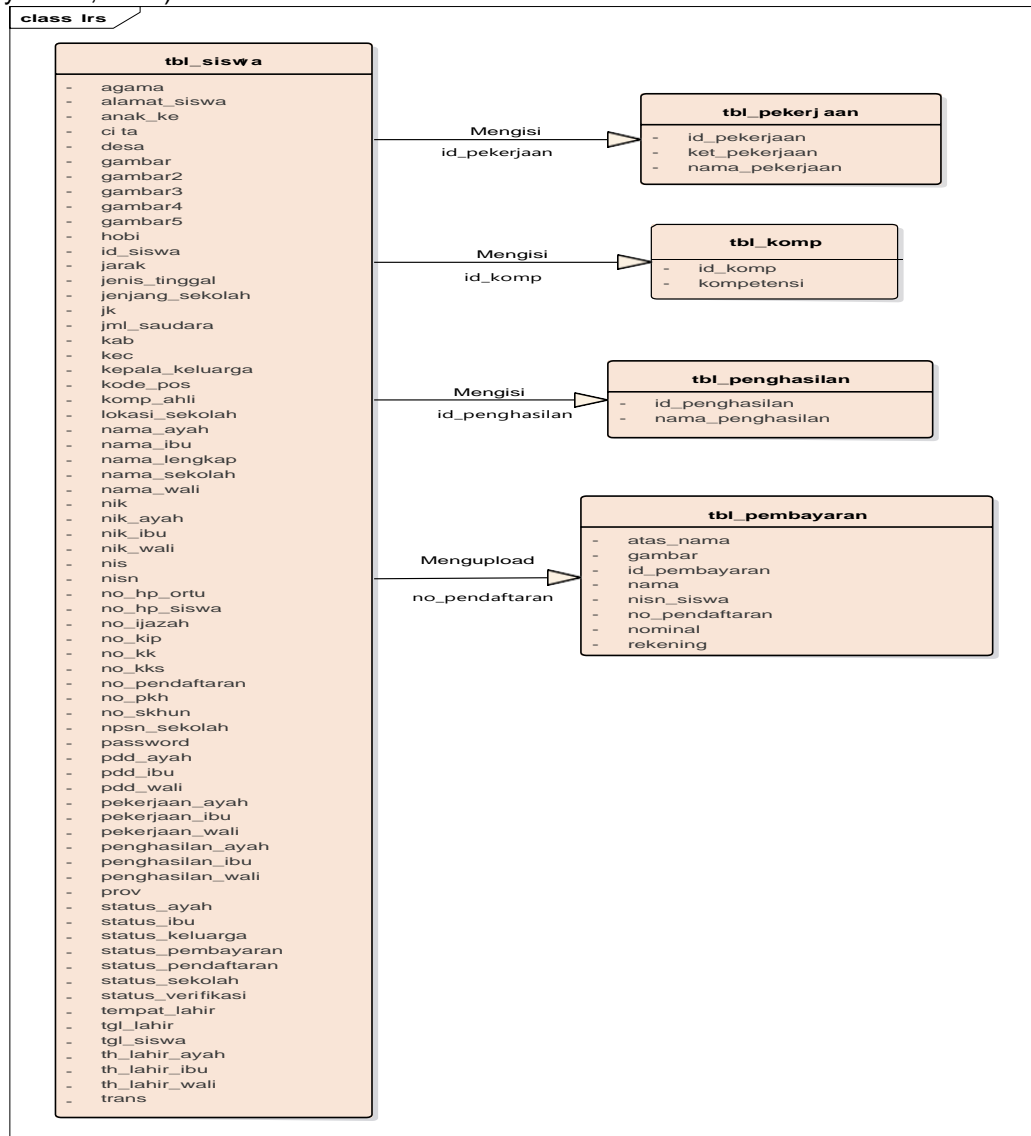 class lrs
tbl_siswa
- agama
- alamat_siswa
- anak_ke
- ci ta
- desa
- gambar
- gambar2
- gambar3
- gambar4
- gambar5
- hobi
- id_siswa
- jarak
- jenis_tinggal
- jenjang_sekolah
- jk
- jml_saudara
- kab
- kec
- kepala_keluarga
- kode_pos
- komp_ahli
- lokasi_sekolah
- nama_ayah
- nama_ibu
- nama_lengkap
- nama_sekolah
- nama_wali
- nik
- nik_ayah
- nik_ibu
- nik_wali
- nis
- nisn
- no_hp_ortu
- no_hp_siswa
- no_ijazah
- no_kip
- no_kk
- no_kks
- no_pendaftaran
- no_pkh
- no_skhun
- npsn_sekolah
- password
- pdd_ayah
- pdd_ibu
- pdd_wali
- pekerjaan_ayah
- pekerjaan_ibu
- pekerjaan_wali
- penghasilan_ayah
- penghasilan_ibu
- penghasilan_wali
- prov
- status_ayah
- status_ibu
- status_keluarga
- status_pembayaran
- status_pendaftaran
- status_sekolah
- status_verifikasi
- tempat_lahir
- tgl_lahir
- tgl_siswa
- th_lahir_ayah
- th_lahir_ibu
- th_lahir_wali
- trans
Mengisi
id_pekerjaan
tbl_pekerj aan
- id_pekerjaan
- ket_pekerjaan
- nama_pekerjaan
Mengisi
id_komp
tbl_komp
- id_komp
- kompetensi
Mengisi
id_penghasilan
tbl_penghasilan
- id_penghasilan
- nama_penghasilan
Mengupload
no_pendaftaran
tbl_pembayaran
- atas_nama
- gambar
- id_pembayaran
- nama
- nisn_siswa
- no_pendaftaran
- nominal
- rekening